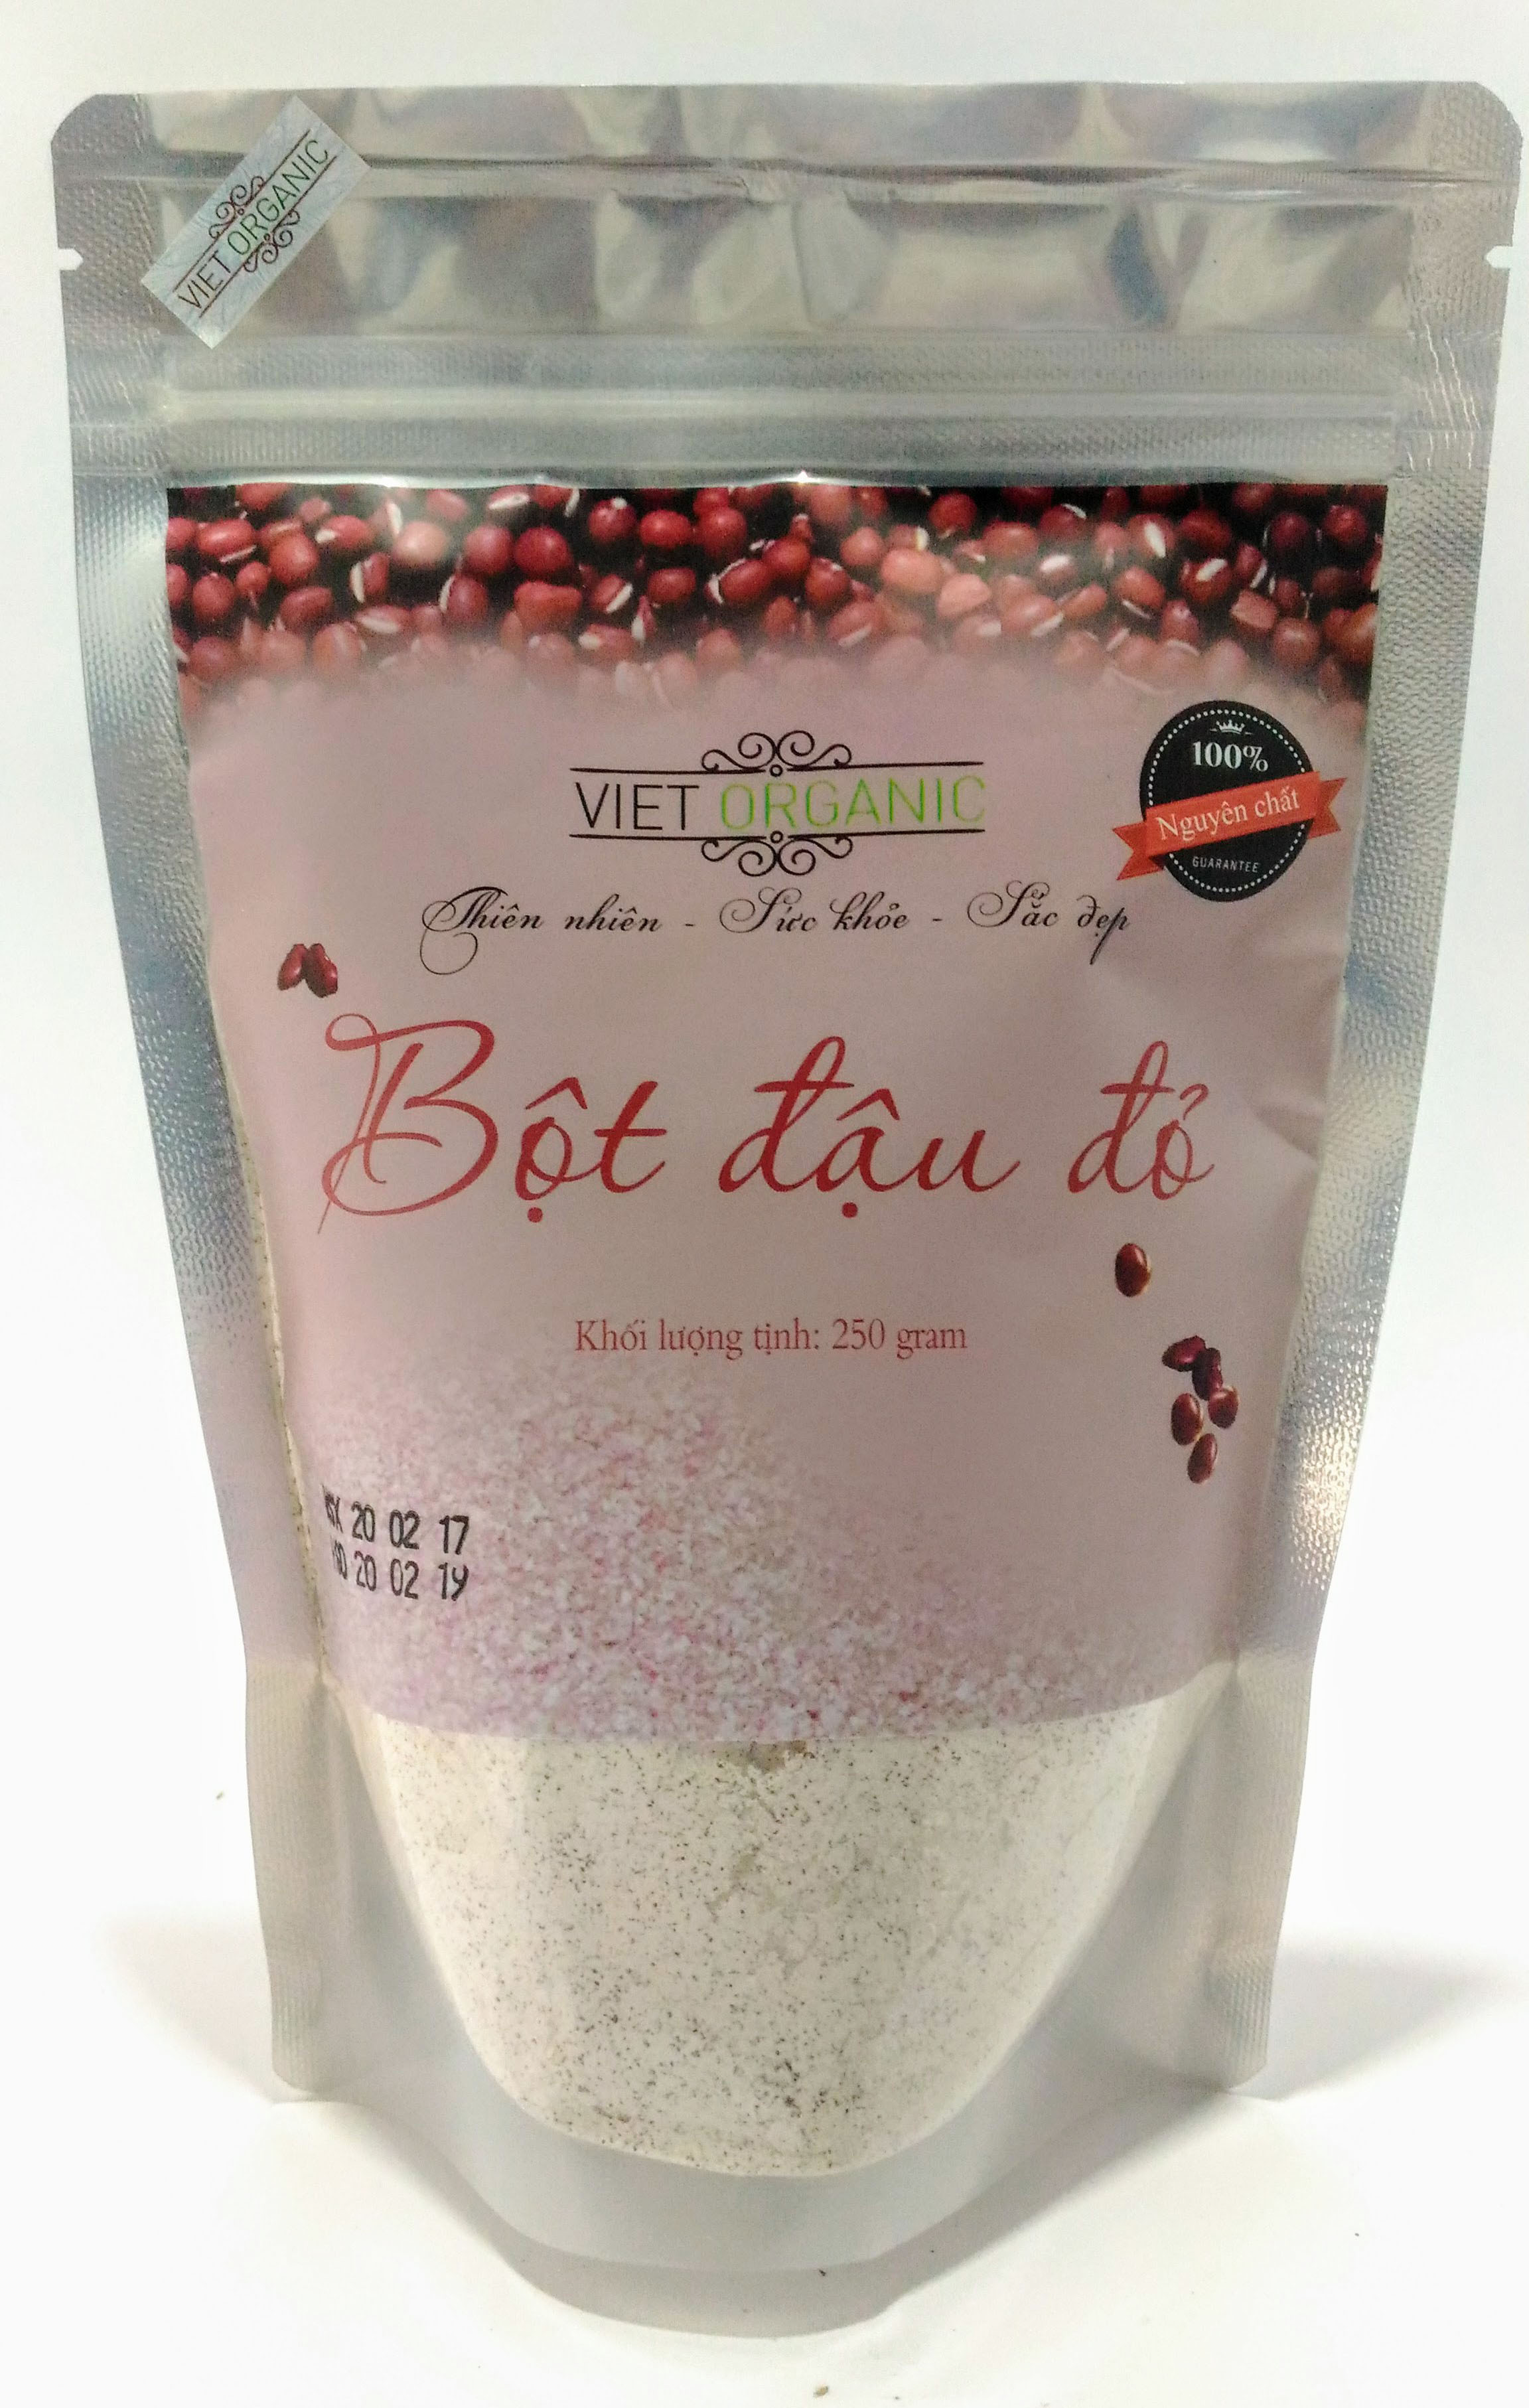 VIET ORGANIC
VIET ORGANIC
100%
Nguyên chất
GUARANTEE
Thiên nhiên - Sức khỏe - Sắc đẹp
Bột đậu đỏ
Khối lượng tịnh: 250 gram
20 02 17
20 02 19